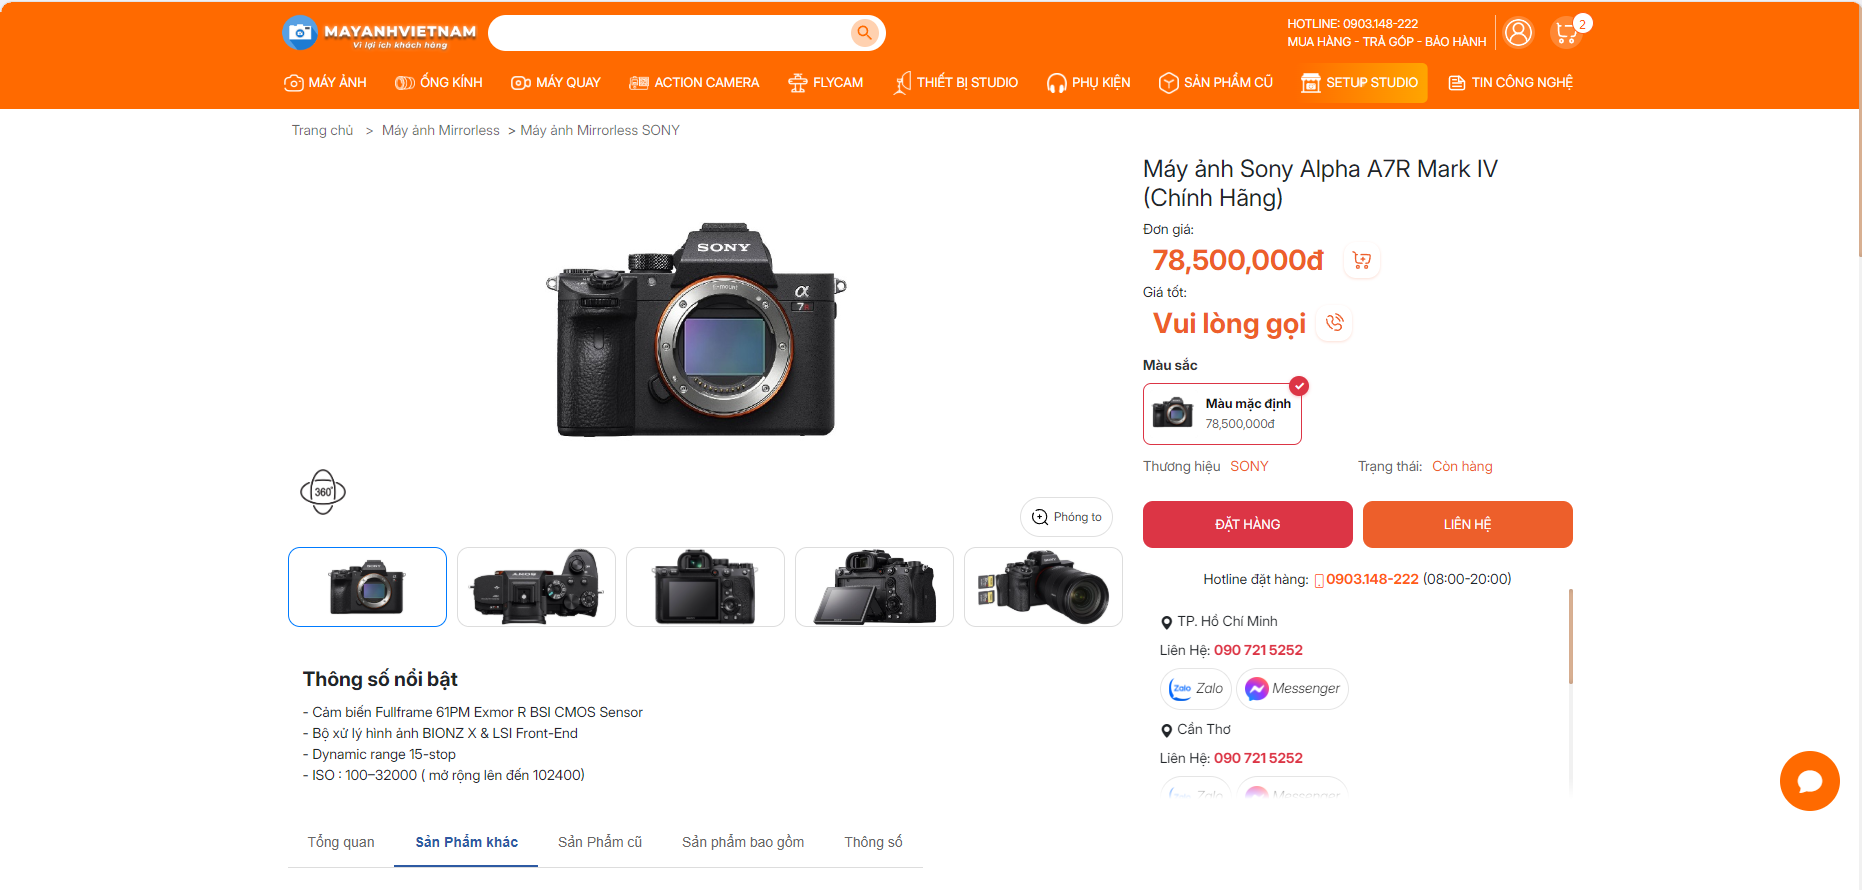 MAYANHVIETNAM
Vì lợi ích khách hàng
HOTLINE: 0903.148-222
MUA HÀNG - TRẢ GÓP - BẢO HÀNH
2
MÁY ẢNH
ỐNG KÍNH
MÁY QUAY
ACTION CAMERA
FLYCAM
THIẾT BỊ STUDIO
PHỤ KIỆN
SẢN PHẨM CŨ
SETUP STUDIO
TIN CÔNG NGHỆ
Trang chủ > Máy ảnh Mirrorless > Máy ảnh Mirrorless SONY
SONY
E-mount
α
7R
360°
Phóng to
Thông số nổi bật
- Cảm biến Fullframe 61PM Exmor R BSI CMOS Sensor
- Bộ xử lý hình ảnh BIONZ X & LSI Front-End
- Dynamic range 15-stop
- ISO : 100–32000 ( mở rộng lên đến 102400)
Máy ảnh Sony Alpha A7R Mark IV
(Chính Hãng)
Đơn giá:
78,500,000đ
Giá tốt:
Vui lòng gọi
Màu sắc
Màu mặc định
78,500,000đ
Thương hiệu SONY
Trạng thái: Còn hàng
ĐẶT HÀNG
LIÊN HỆ
Hotline đặt hàng: 0903.148-222 (08:00-20:00)
TP. Hồ Chí Minh
Liên Hệ: 090 721 5252
Zalo Zalo
Messenger
Cần Thơ
Liên Hệ: 090 721 5252
Zalo
Messenger
Tổng quan
Sản Phẩm khác
Sản Phẩm cũ
Sản phẩm bao gồm
Thông số